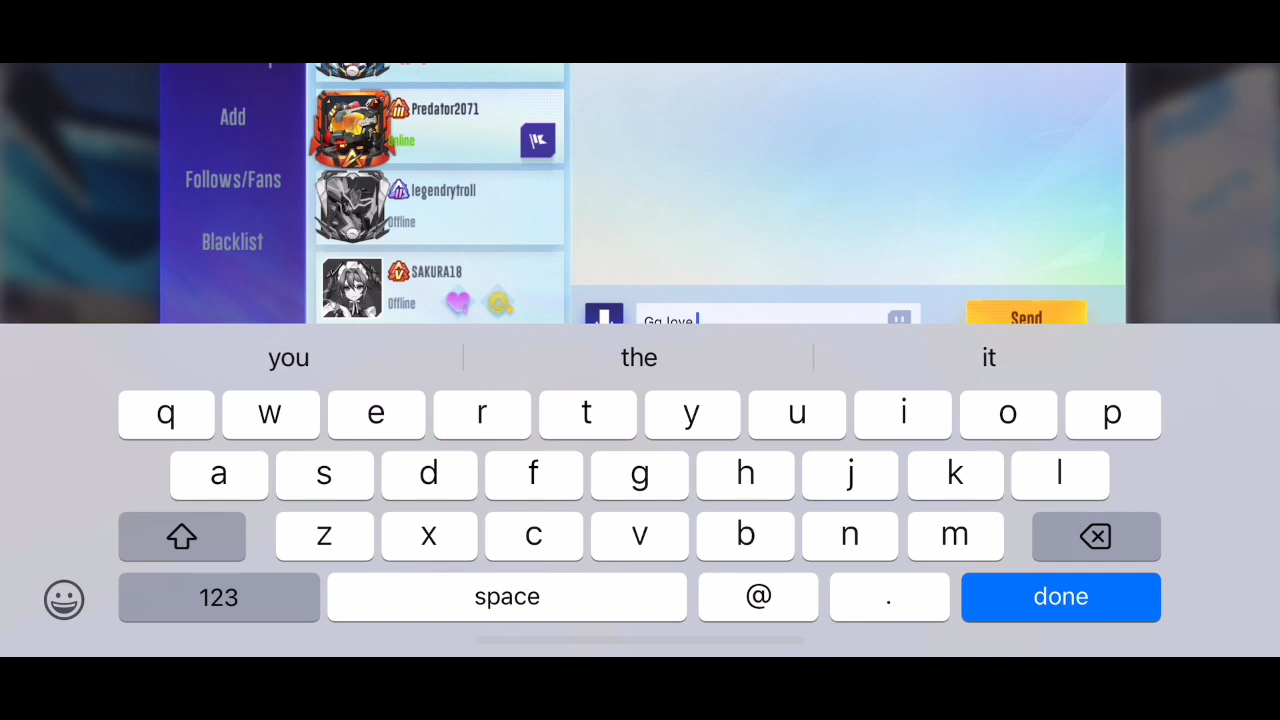 Add
Follows/Fans
Blacklist
Predator2071
Online
legendrytroll
Offline
SAKURA18
Offline
Gg love
Send
you the it
q w e r t y u i o p
a s d f g h j k l
z x c v b n m
123 space @ . done